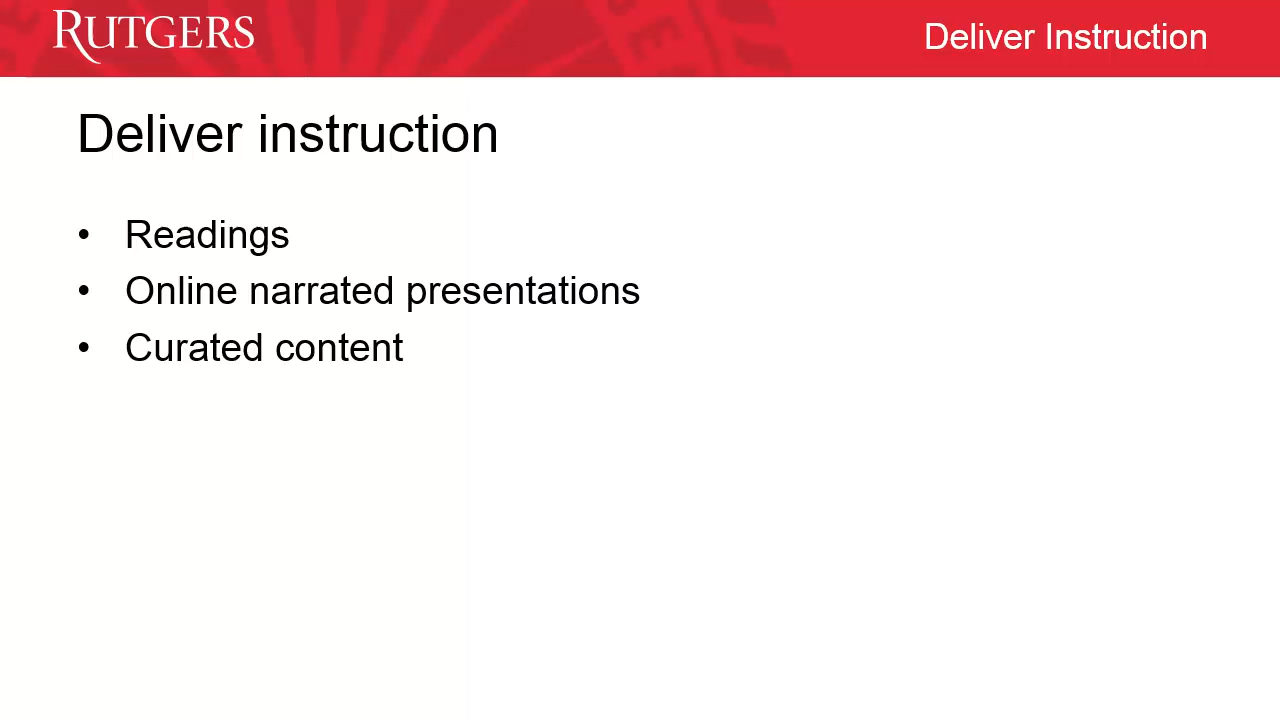 RUTGERS
Deliver Instruction
Deliver instruction
• Readings
• Online narrated presentations
• Curated content